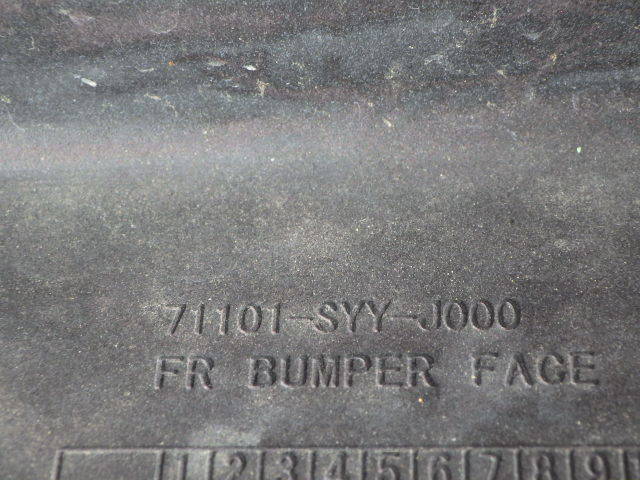 71101-SYY-J000
FR BUMPER FACE
1 2 3 4 5 6 7 8 9